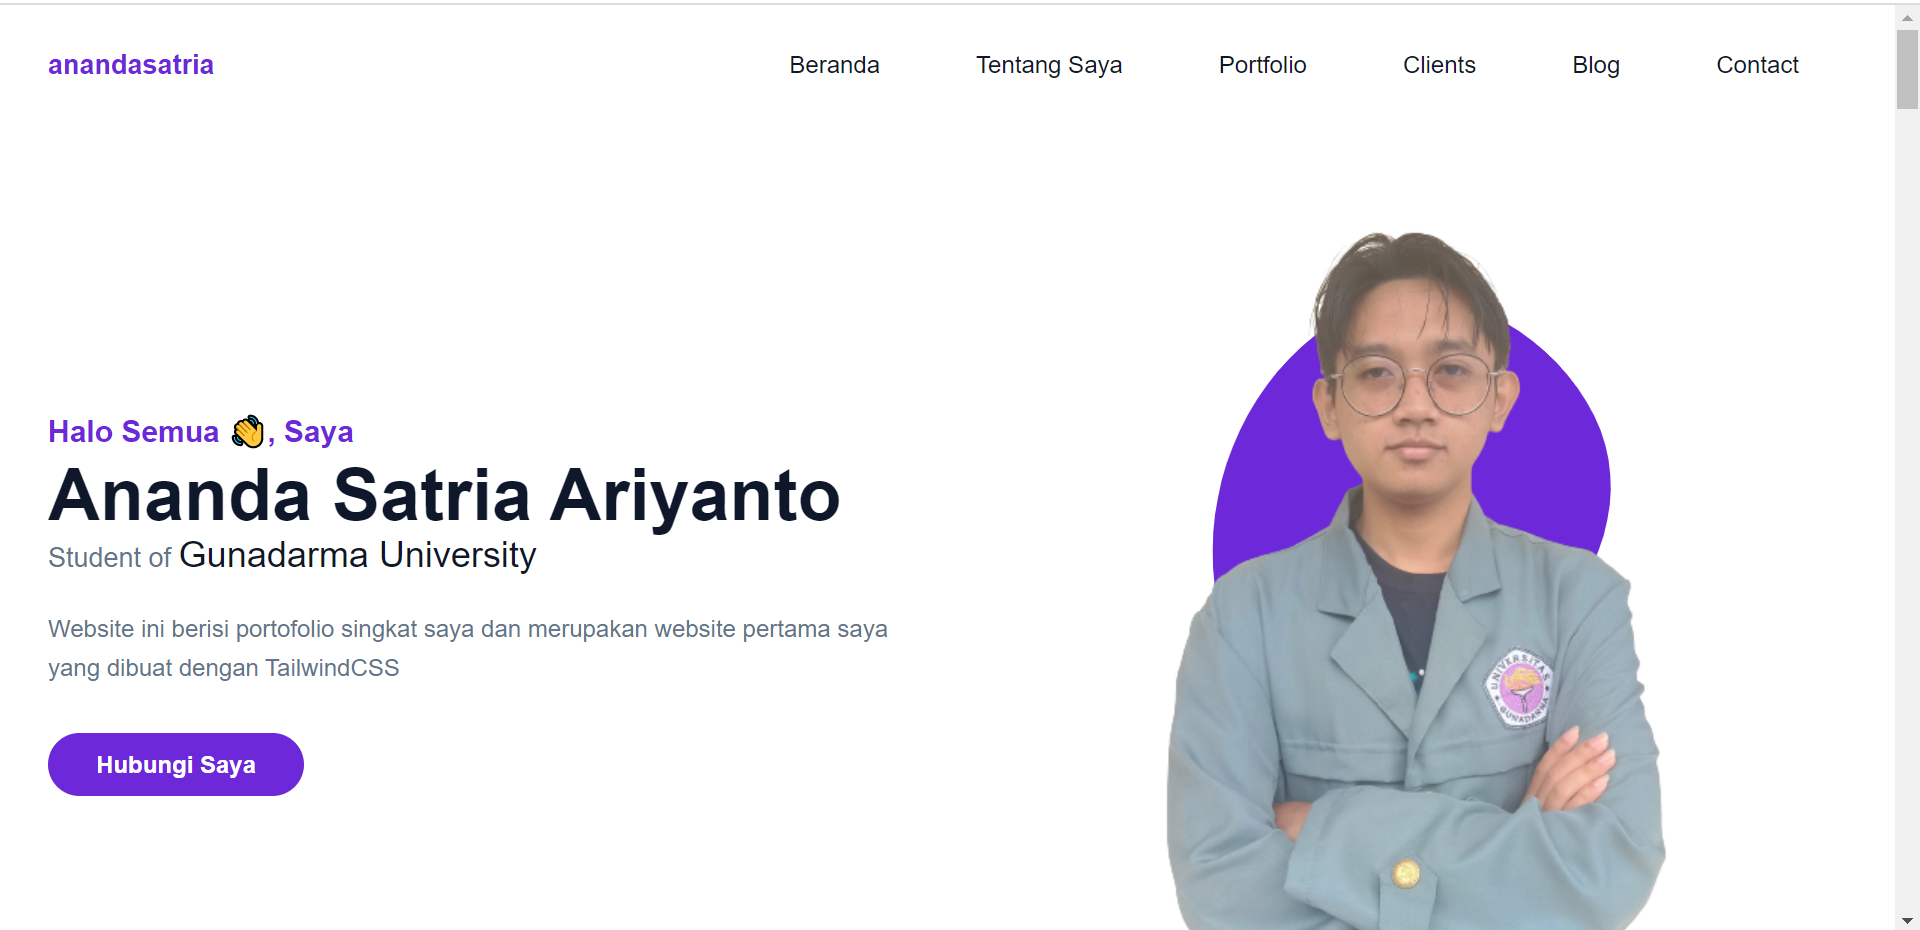 anandasatria
Beranda
Tentang Saya
Portfolio
Clients
Blog
Contact
Halo Semua 👋, Saya
Ananda Satria Ariyanto
Student of Gunadarma University
Website ini berisi portofolio singkat saya dan merupakan website pertama saya
yang dibuat dengan TailwindCSS
Hubungi Saya
UNIVERSITAS
GUNADARMA